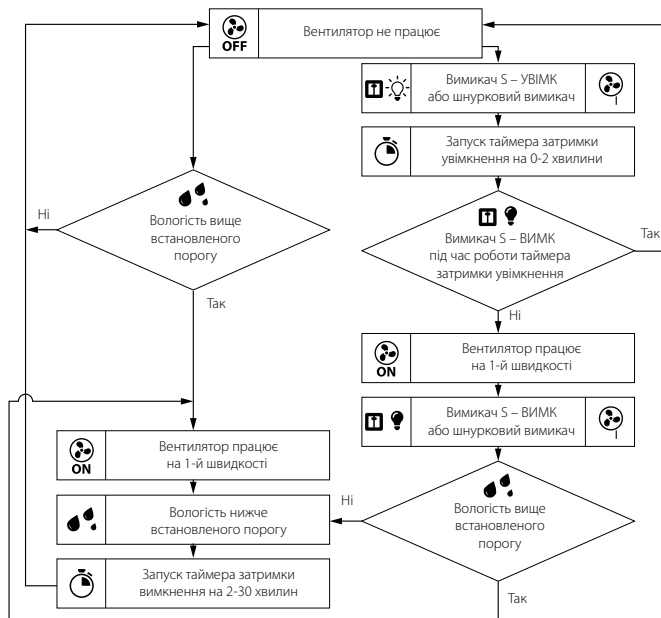 OFF
Вентилятор не працює
Вимикач S – УВІМК
або шнурковий вимикач
Запуск таймера затримки
увімкнення на 0-2 хвилини
Ні
Вологість вище
встановленого
порогу
Так
Вимикач S – ВИМК
під час роботи таймера
затримки увімкнення
Так
Ні
ON
Вентилятор працює
на 1-й швидкості
Вимикач S – ВИМК
або шнурковий вимикач
ON
Вентилятор працює
на 1-й швидкості
Вологість нижче
встановленого порогу
Ні
Вологість вище
встановленого
порогу
Запуск таймера затримки
вимкнення на 2-30 хвилин
Так